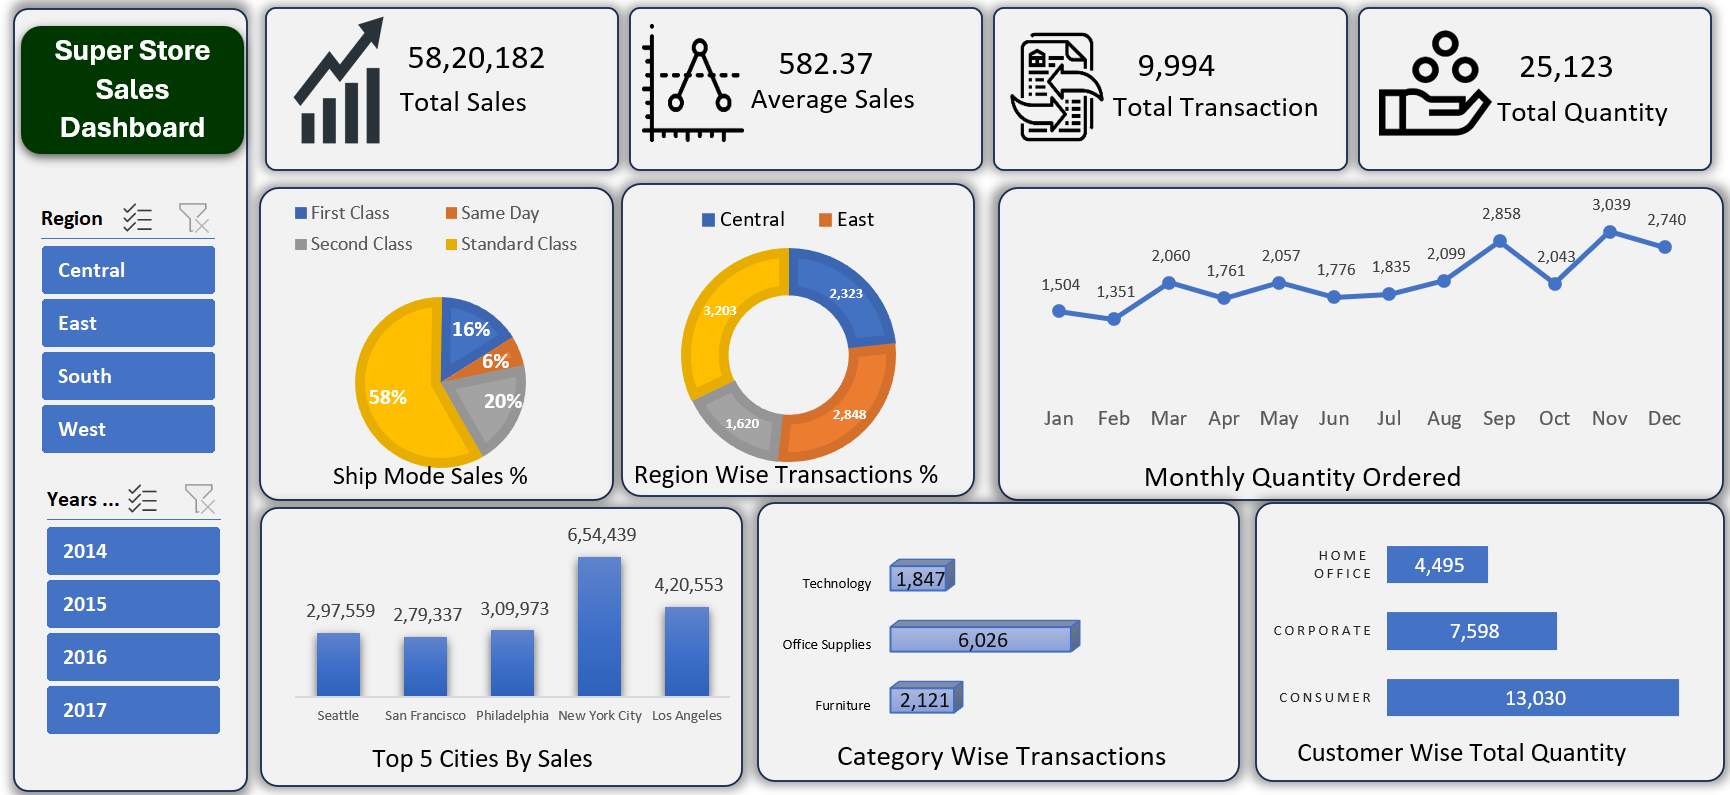 Super Store
Sales
Dashboard
58,20,182
Total Sales
582.37
Average Sales
9,994
Total Transaction
25,123
Total Quantity
Region
Central
East
South
West
Years ...
2014
2015
2016
2017
First Class
Same Day
Second Class
Standard Class
16%
6%
20%
58%
Ship Mode Sales %
Central
East
2,323
2,848
1,620
3,203
Region Wise Transactions %
1,504
1,351
2,060
1,761
2,057
1,776
1,835
2,099
2,858
2,043
3,039
2,740
Jan Feb Mar Apr May Jun Jul Aug Sep Oct Nov Dec
Monthly Quantity Ordered
2,97,559
2,79,337
3,09,973
6,54,439
4,20,553
Seattle San Francisco Philadelphia New York City Los Angeles
Top 5 Cities By Sales
Technology 1,847
Office Supplies 6,026
Furniture 2,121
Category Wise Transactions
HOME
OFFICE
4,495
CORPORATE 7,598
CONSUMER 13,030
Customer Wise Total Quantity